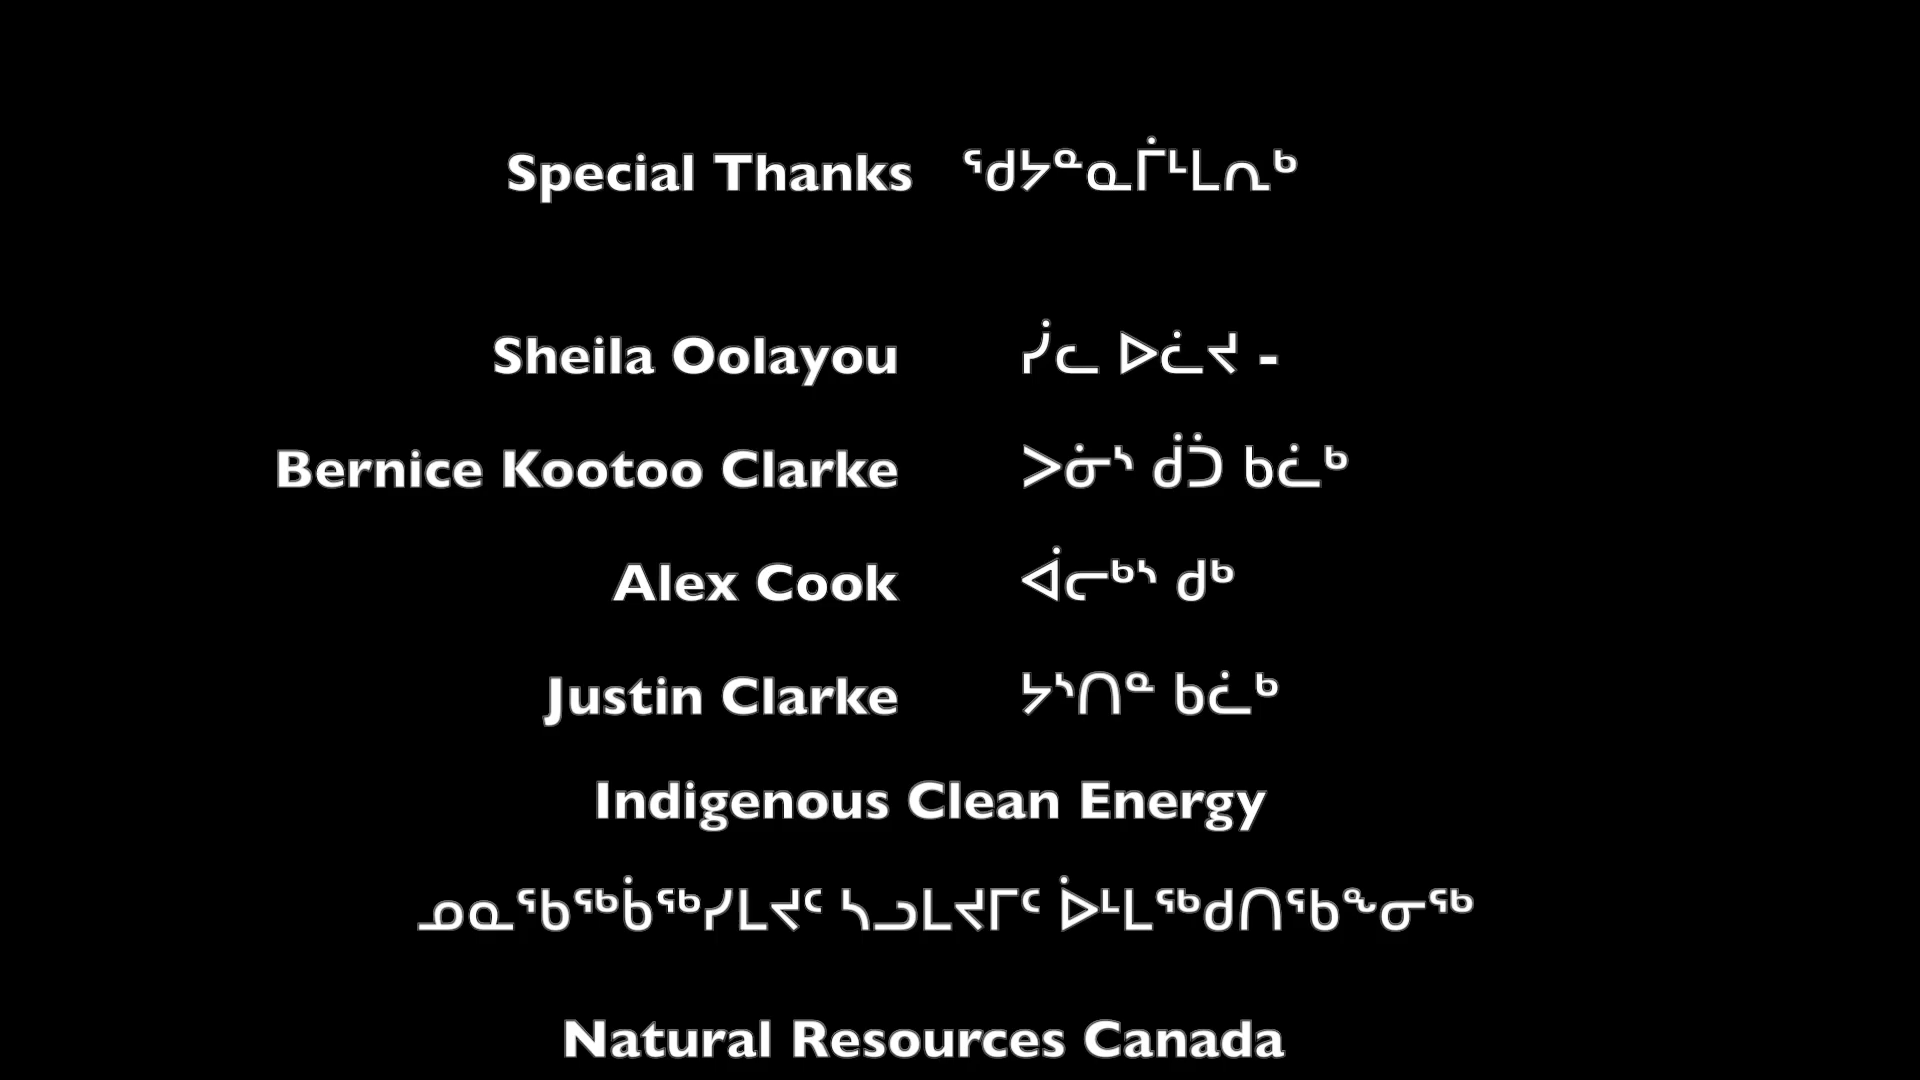 Special Thanks ᖁᔭᓐᓇᒦᒻᒪᕆᒃ
Sheila Oolayou ᓰᓚ ᐅᓛᔪ -
Bernice Kootoo Clarke ᐳᓃᔅ ᑰᑑ ᑲᓛᒃ
Alex Cook ᐋᓕᒃᔅ ᑯᒃ
Justin Clarke ᔭᔅᑎᓐ ᑲᓛᒃ
Indigenous Clean Energy
ᓄᓇᖃᖅᑳᖅᓯᒪᔪᑦ ᓴᓗᒪᔪᒥᑦ ᐆᒻᒪᖅᑯᑎᖃᕐᓂᖅ
Natural Resources Canada